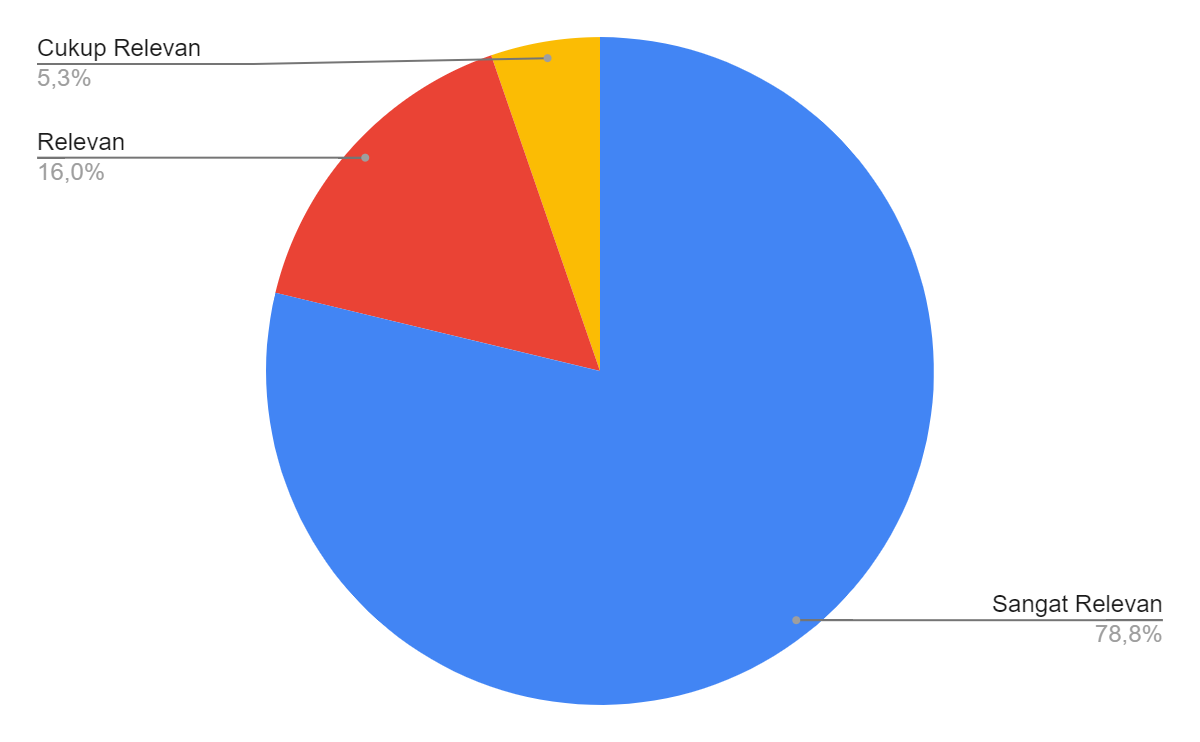 Cukup Relevan
5,3%
Relevan
16,0%
Sangat Relevan
78,8%